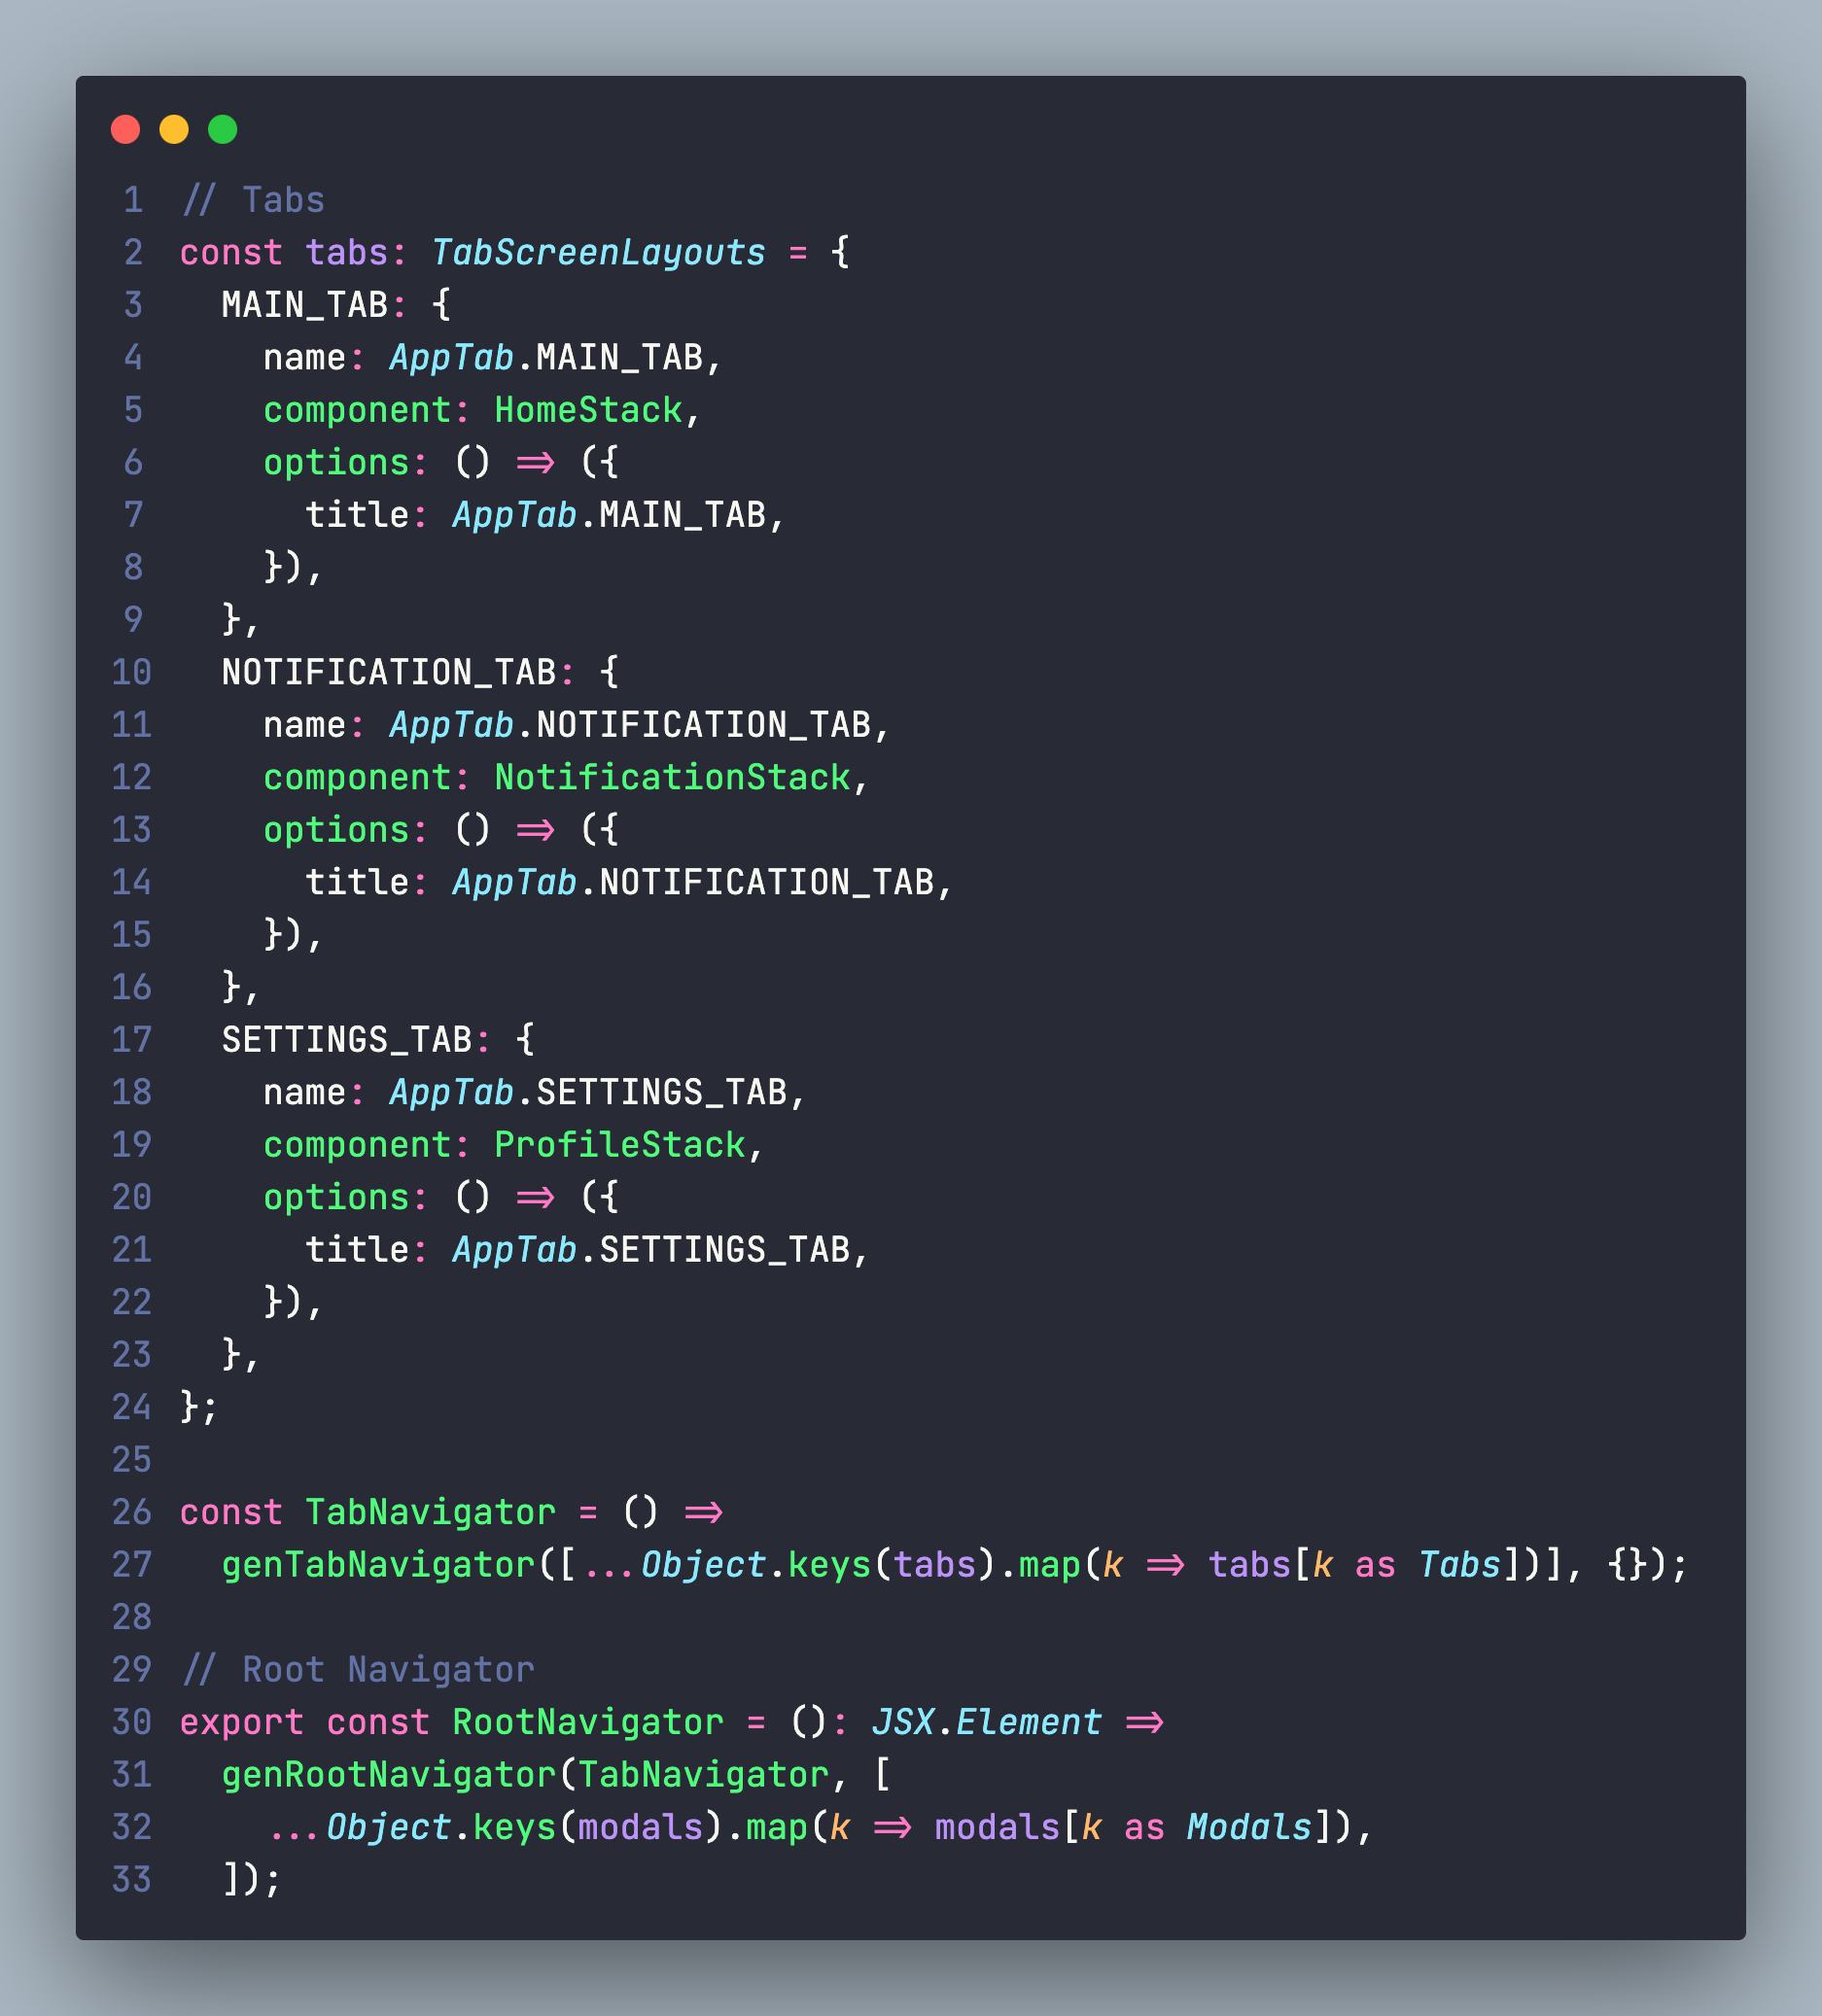 1 // Tabs
2 const tabs: TabScreenLayouts = {
3   MAIN_TAB: {
4     name: AppTab.MAIN_TAB,
5     component: HomeStack,
6     options: () => ({
7       title: AppTab.MAIN_TAB,
8     }),
9   },
10   NOTIFICATION_TAB: {
11     name: AppTab.NOTIFICATION_TAB,
12     component: NotificationStack,
13     options: () => ({
14       title: AppTab.NOTIFICATION_TAB,
15     }),
16   },
17   SETTINGS_TAB: {
18     name: AppTab.SETTINGS_TAB,
19     component: ProfileStack,
20     options: () => ({
21       title: AppTab.SETTINGS_TAB,
22     }),
23   },
24 };
25
26 const TabNavigator = () =>
27   genTabNavigator([...Object.keys(tabs).map(k => tabs[k as Tabs])], {});
28
29 // Root Navigator
30 export const RootNavigator = (): JSX.Element =>
31   genRootNavigator(TabNavigator, [
32     ...Object.keys(modals).map(k => modals[k as Modals]),
33   ]);